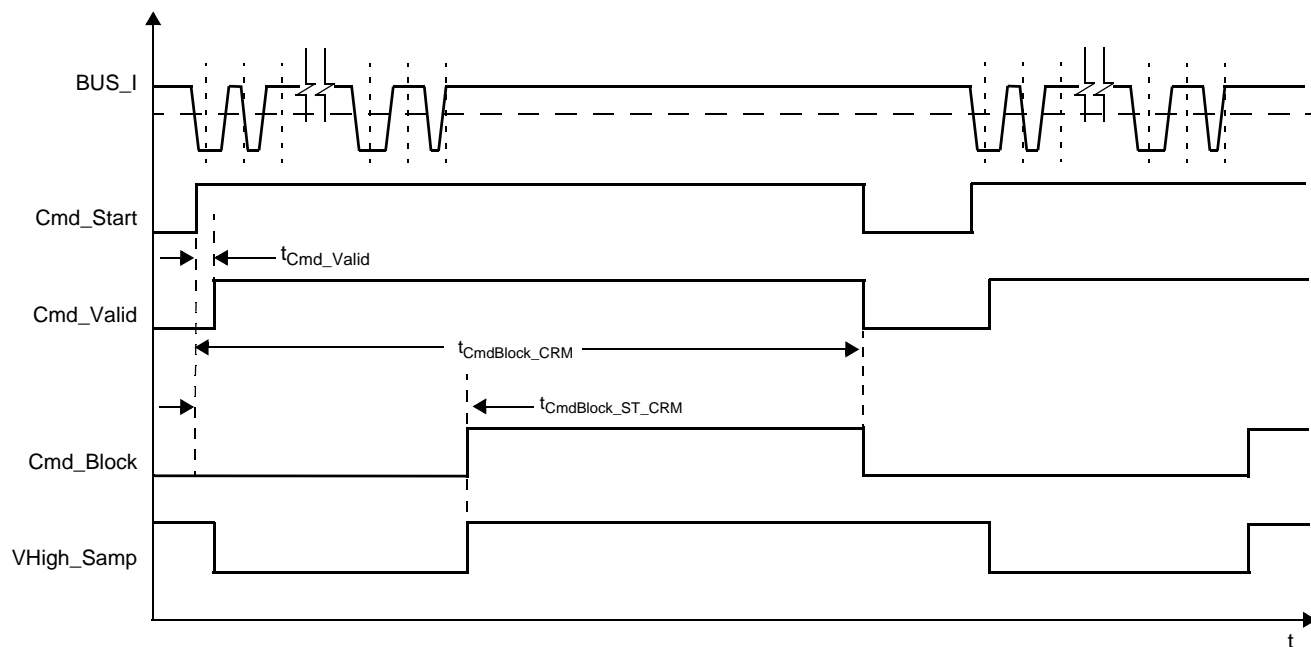 BUS_I
Cmd_Start
tCmd_Valid
Cmd_Valid
tCmdBlock_CRM
tCmdBlock_ST_CRM
Cmd_Block
VHigh_Samp
t